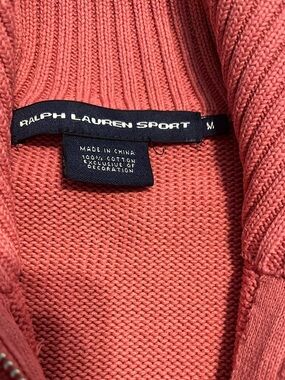 RALPH LAUREN SPORT M
MADE IN CHINA
100% COTTON
EXCLUSIVE OF
DECORATION